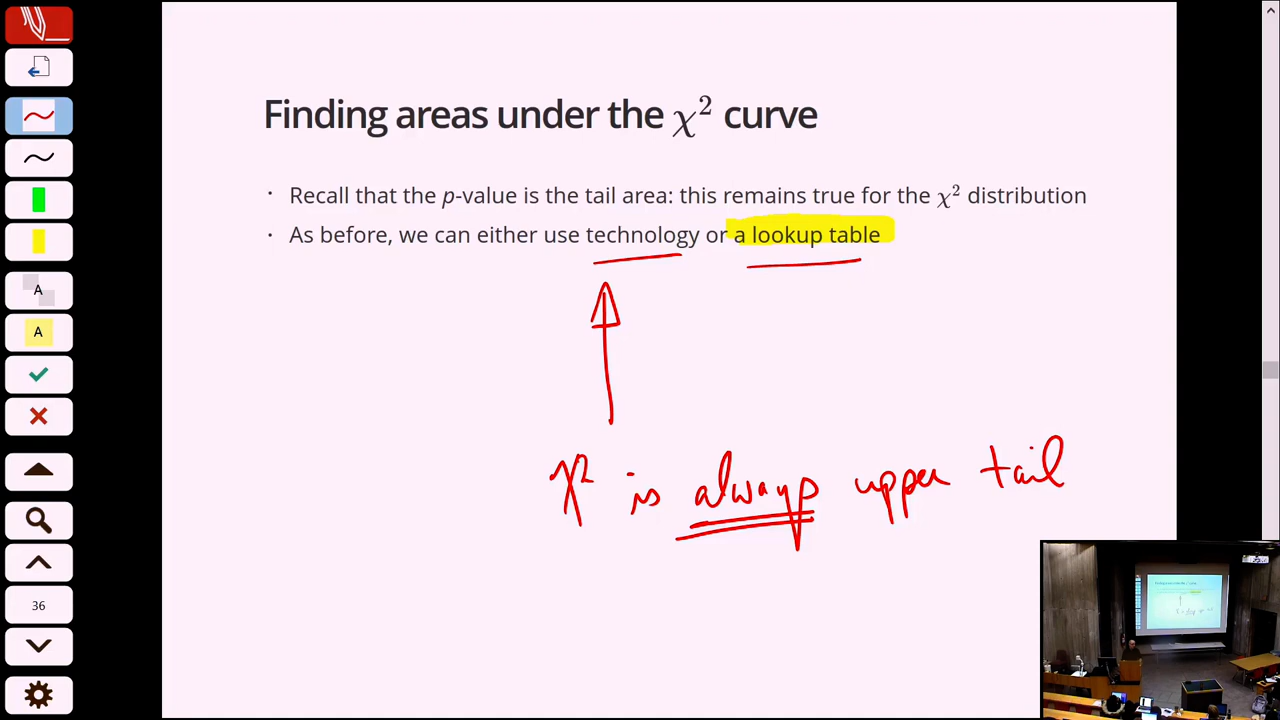 Finding areas under the χ² curve
· Recall that the p-value is the tail area: this remains true for the χ² distribution
· As before, we can either use technology or a lookup table
χ² is always upper tail
A
A
36